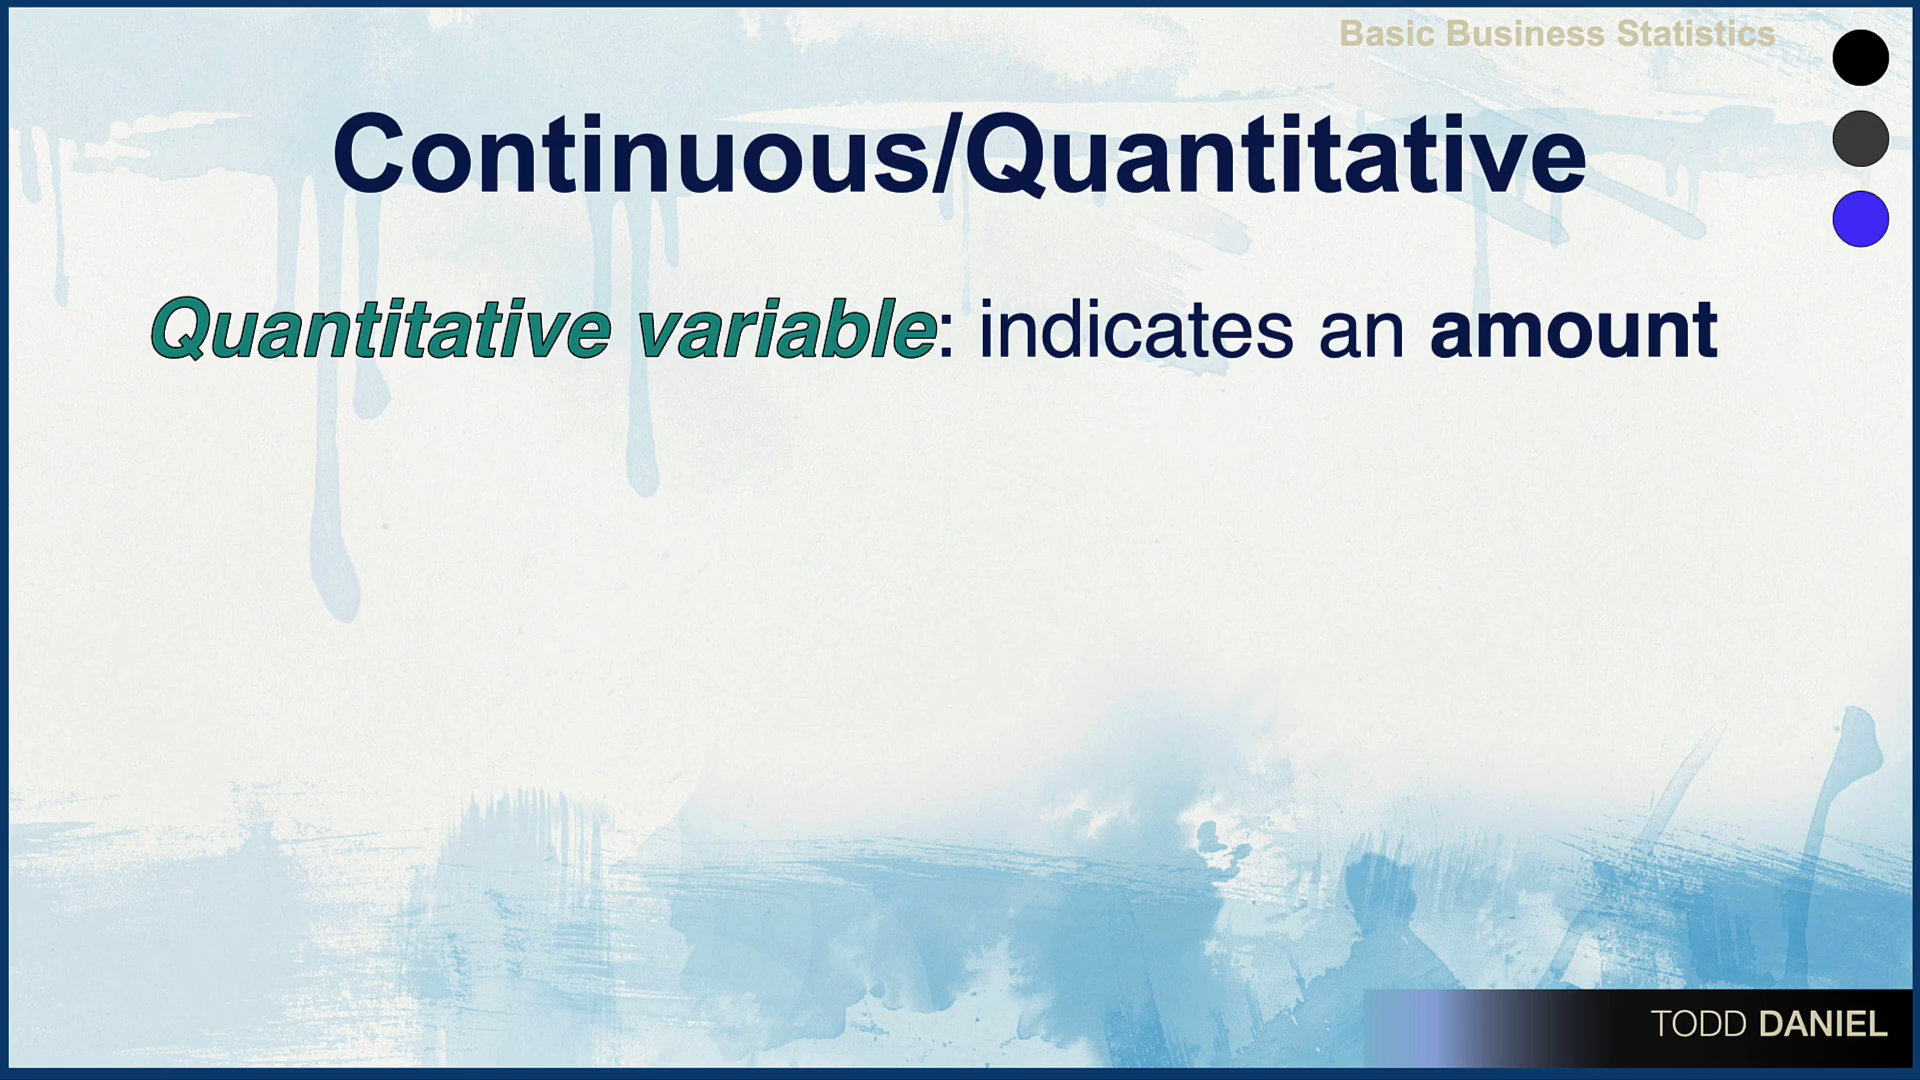 Basic Business Statistics
Continuous/Quantitative
Quantitative variable: indicates an amount
TODD DANIEL